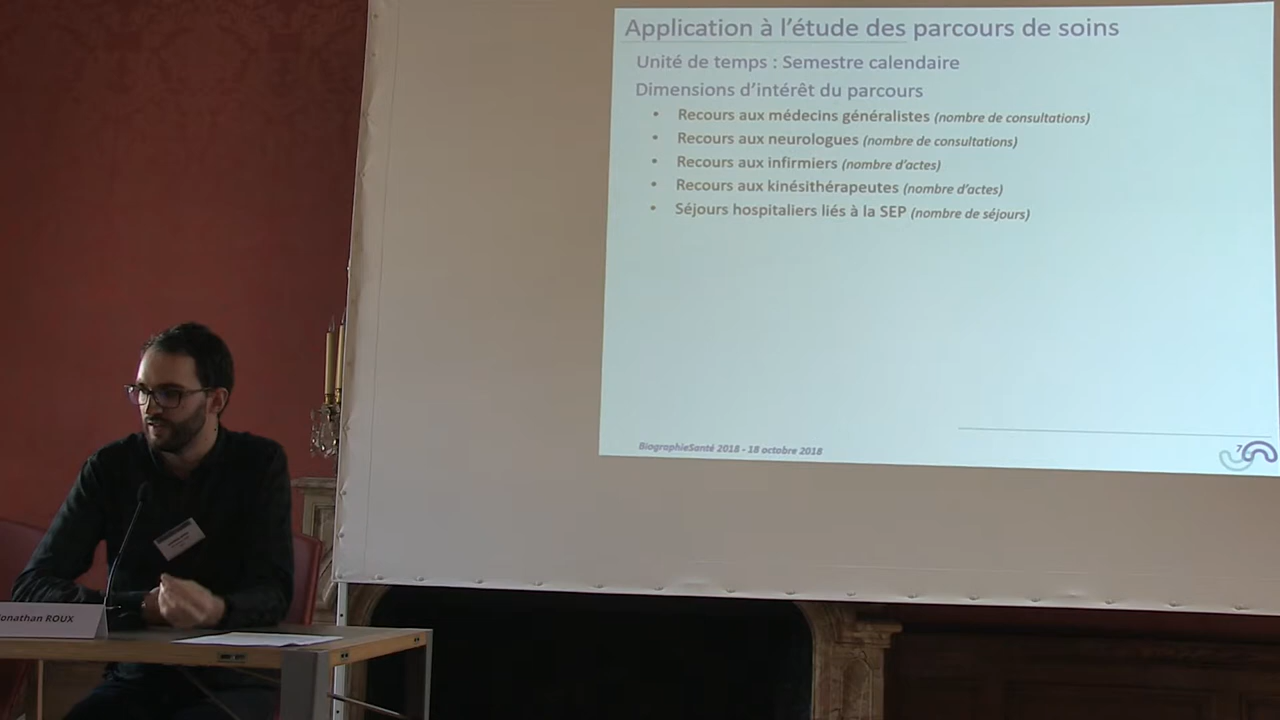 Application à l'étude des parcours de soins
Unité de temps : Semestre calendaire
Dimensions d'intérêt du parcours
• Recours aux médecins généralistes (nombre de consultations)
• Recours aux neurologues (nombre de consultations)
• Recours aux infirmiers (nombre d'actes)
• Recours aux kinésithérapeutes (nombre d'actes)
• Séjours hospitaliers liés à la SEP (nombre de séjours)
BiographieSanté 2018 - 18 octobre 2018
7
onathan ROUX